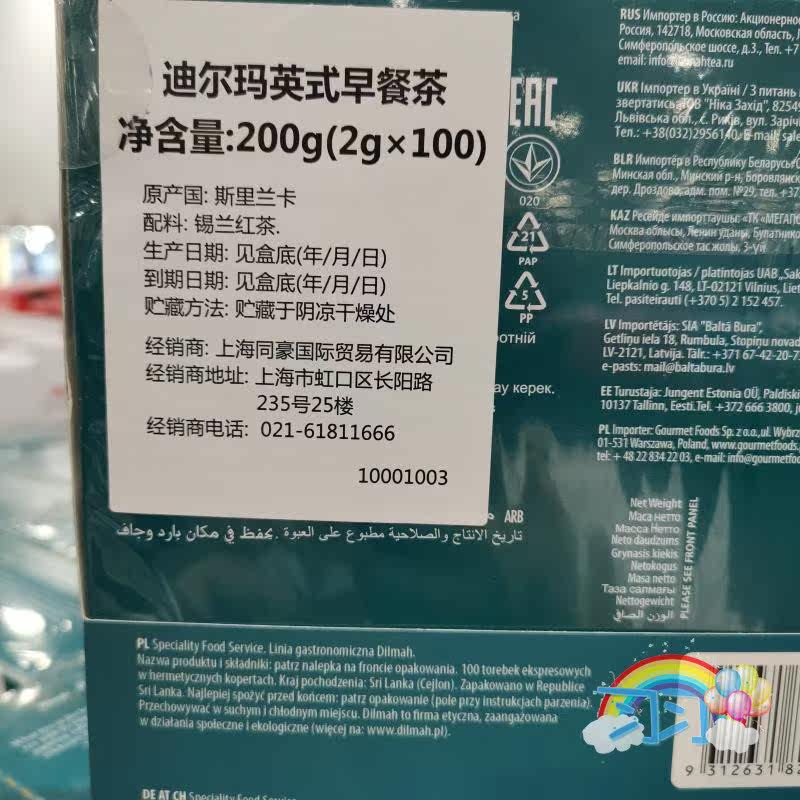 迪尔玛英式早餐茶
净含量:200g(2g×100)
原产国: 斯里兰卡
配料: 锡兰红茶.
生产日期: 见盒底(年/月/日)
到期日期: 见盒底(年/月/日)
贮藏方法: 贮藏于阴凉干燥处
经销商: 上海同豪国际贸易有限公司
经销商地址: 上海市虹口区长阳路
235号25楼
经销商电话: 021-61811666
10001003
EAC
020
21
PAP
5
PP
ротній
ау керек.
RUS Импортер в Россию: Акционерное
Россия, 142718, Московская область,
Симферопольское шоссе, д.3., Тел. +7
UKR Імпортер в Україні / З питань
звертатись: ТОВ "Ніка Захід", 8254
Львівська обл., с. Рясів, вул. Зарічн
Тел.: +38(032)2956140, E-mail: sale
BLR Импортёр в Республику Беларусь:
Минская обл., Минский р-н, Боровлянск
дер. Дроздово, адм. пом. №29, тел. +37
KAZ Ресейде импорттаушы: «ТК «МЕГАПО
Москва облысы, Ленин ауданы, Булатнико
Симферопольское тас жолы, 3-үй
LT Importuotojas / platintojas UAB „Sak
Liepkalnio g. 148, LT-02121 Vilnius, Liet
Tel. pasiteirauti (+370 5) 2 152 457.
LV Importētājs: SIA "Baltā Bura",
Getliņu iela 18, Rumbula, Stopiņu novad
LV-2121, Latvija. Tālr.: +371 67-42-20-7
e-pasts: mail@baltabura.lv
EE Turustaja: Jungent Estonia OÜ, Paldiski
10137 Tallinn, Eesti.Tel. +372 666 3800, ju
PL Importer: Gourmet Foods Sp. z o.o.,ul. Wybrz
01-531 Warszawa, Poland, www.gourmetfoods.
tel: + 48 22 834 22 03, e-mail: info@gourmetfo
ARB
تاريخ الانتاج والصلاحية مطبوع على العبوة .يحفظ في مكان بارد وجاف
Net Weight
Маса нетто
Масса Нетто
Neto daudzums
Grynasis kiekis
Netokogus
Masa netto
Таза салмағы
Nettogewicht
الوزن الصافي
PLEASE SEE FRONT PANEL
PL Speciality Food Service. Linia gastronomiczna Dilmah.
Nazwa produktu i składniki: patrz nalepka na froncie opakowania. 100 torebek ekspresowych
w hermetycznych kopertach. Kraj pochodzenia: Sri Lanka (Cejlon). Zapakowano w Republice
Sri Lanka. Najlepiej spożyć przed końcem: patrz opakowanie (pole przy instrukcjach parzenia).
Przechowywać w suchym i chłodnym miejscu. Dilmah to firma etyczna, zaangażowana
w działania społeczne i ekologiczne (więcej na: www.dilmah.pl).
9 312631 8
DE AT CH Speciality Food Service